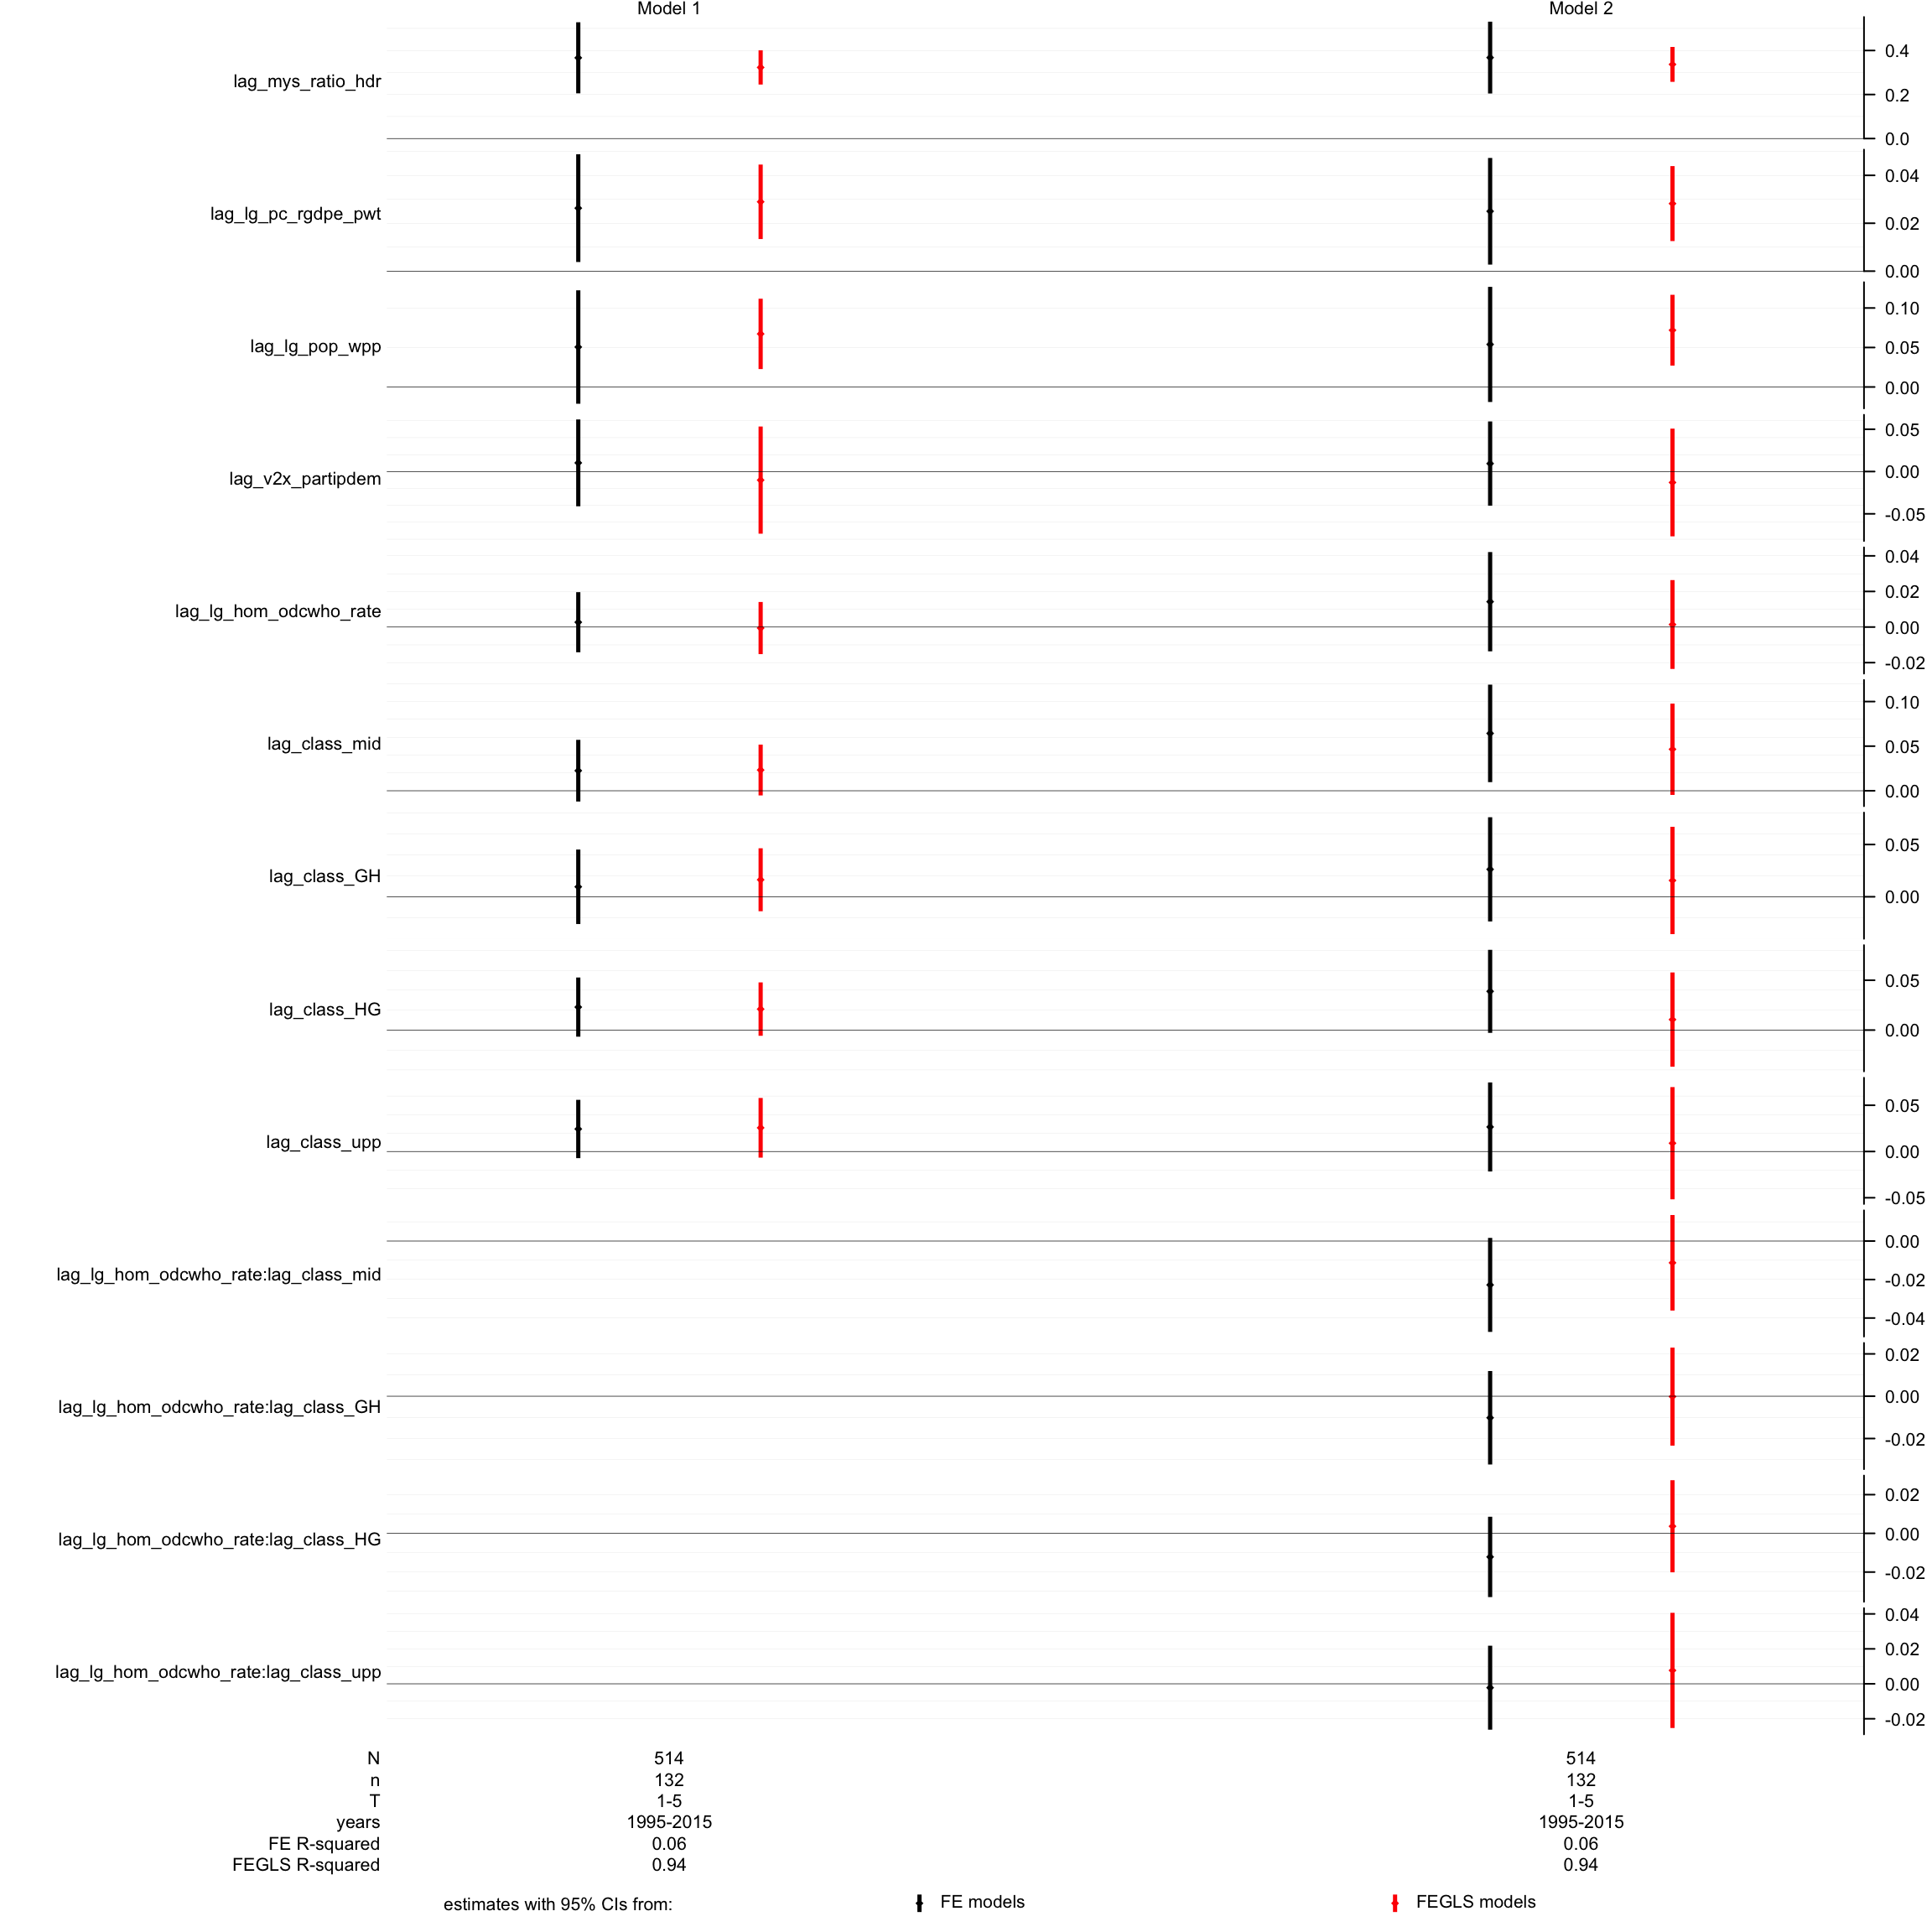 Model 1 Model 2
lag_mys_ratio_hdr
0.4
0.2
0.0
lag_lg_pc_rgdpe_pwt
0.04
0.02
0.00
lag_lg_pop_wpp
0.10
0.05
0.00
lag_v2x_partipdem
0.05
0.00
-0.05
lag_lg_hom_odcwho_rate
0.04
0.02
0.00
-0.02
lag_class_mid
0.10
0.05
0.00
lag_class_GH
0.05
0.00
lag_class_HG
0.05
0.00
lag_class_upp
0.05
0.00
-0.05
lag_lg_hom_odcwho_rate:lag_class_mid
0.00
-0.02
-0.04
lag_lg_hom_odcwho_rate:lag_class_GH
0.02
0.00
-0.02
lag_lg_hom_odcwho_rate:lag_class_HG
0.02
0.00
-0.02
lag_lg_hom_odcwho_rate:lag_class_upp
0.04
0.02
0.00
-0.02
N 514 514
n 132 132
T 1-5 1-5
years 1995-2015 1995-2015
FE R-squared 0.06 0.06
FEGLS R-squared 0.94 0.94
estimates with 95% CIs from: FE models FEGLS models